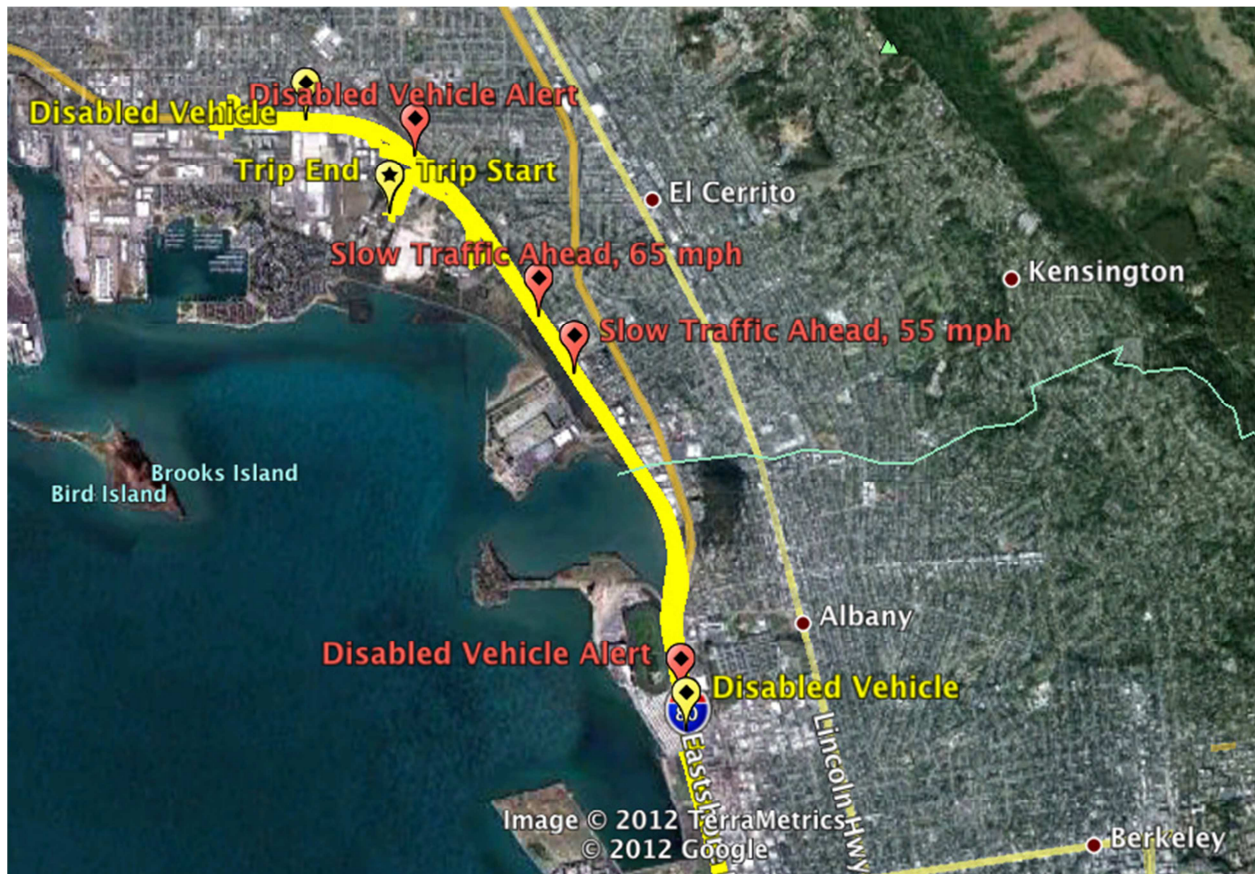 Disabled Vehicle Alert
Disabled Vehicle
Trip End
Trip Start
El Cerrito
Slow Traffic Ahead, 65 mph
Kensington
Slow Traffic Ahead, 55 mph
Brooks Island
Bird Island
Albany
Disabled Vehicle Alert
Disabled Vehicle
80
Eastshore
Lincoln Hwy
Image © 2012 TerraMetrics
© 2012 Google
Berkeley